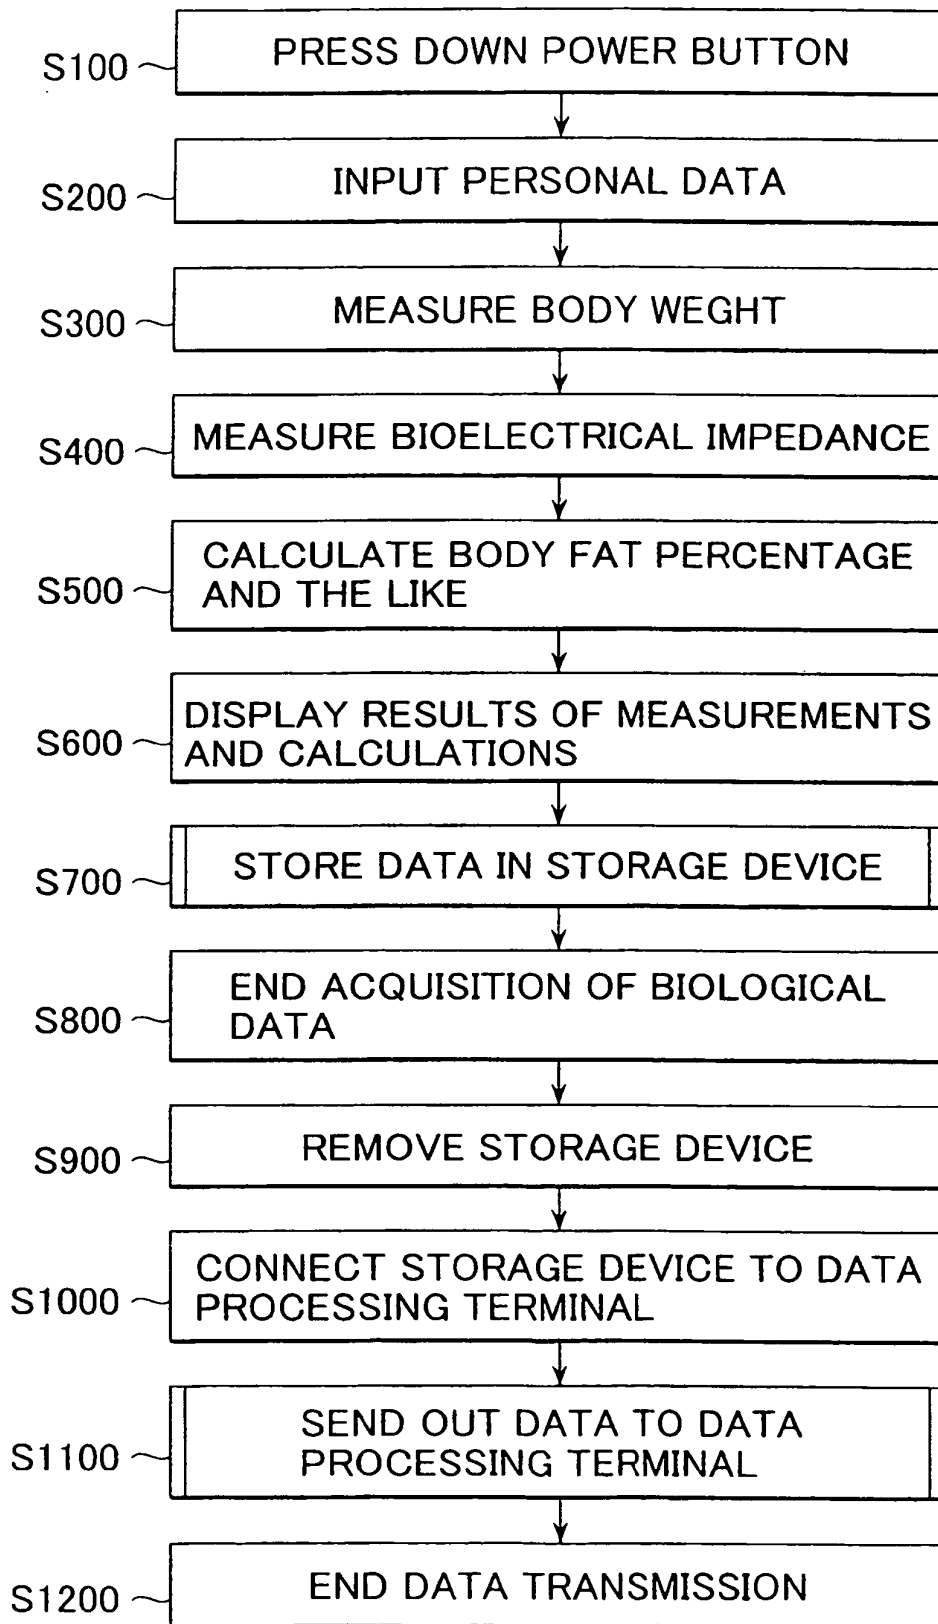 S100 PRESS DOWN POWER BUTTON
S200 INPUT PERSONAL DATA
S300 MEASURE BODY WEGHT
S400 MEASURE BIOELECTRICAL IMPEDANCE
S500 CALCULATE BODY FAT PERCENTAGE
AND THE LIKE
S600 DISPLAY RESULTS OF MEASUREMENTS
AND CALCULATIONS
S700 STORE DATA IN STORAGE DEVICE
S800 END ACQUISITION OF BIOLOGICAL
DATA
S900 REMOVE STORAGE DEVICE
S1000 CONNECT STORAGE DEVICE TO DATA
PROCESSING TERMINAL
S1100 SEND OUT DATA TO DATA
PROCESSING TERMINAL
S1200 END DATA TRANSMISSION